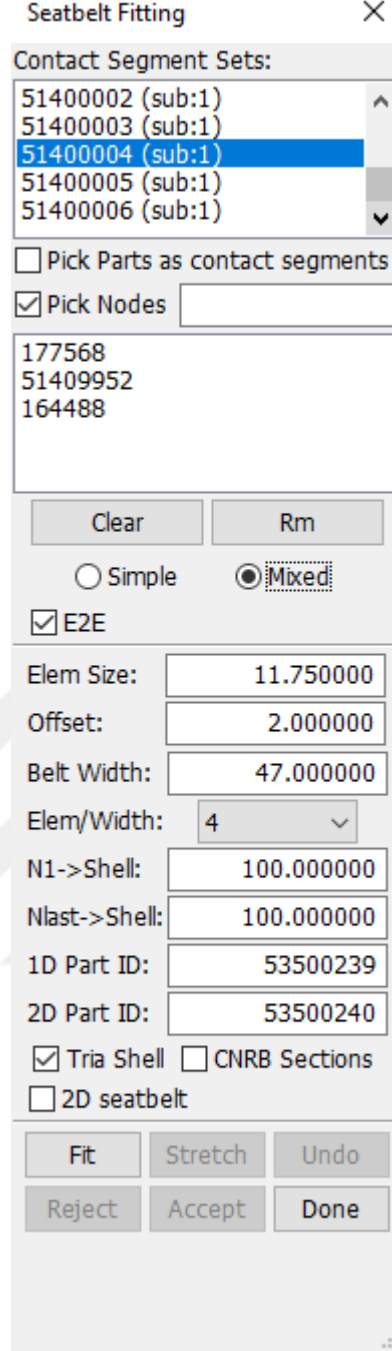 Seatbelt Fitting
Contact Segment Sets:
51400002 (sub:1)
51400003 (sub:1)
51400004 (sub:1)
51400005 (sub:1)
51400006 (sub:1)
Pick Parts as contact segments
Pick Nodes
177568
51409952
164488
Clear Rm
Simple Mixed
E2E
Elem Size: 11.750000
Offset: 2.000000
Belt Width: 47.000000
Elem/Width: 4
N1->Shell: 100.000000
Nlast->Shell: 100.000000
1D Part ID: 53500239
2D Part ID: 53500240
Tria Shell CNRB Sections
2D seatbelt
Fit Stretch Undo
Reject Accept Done